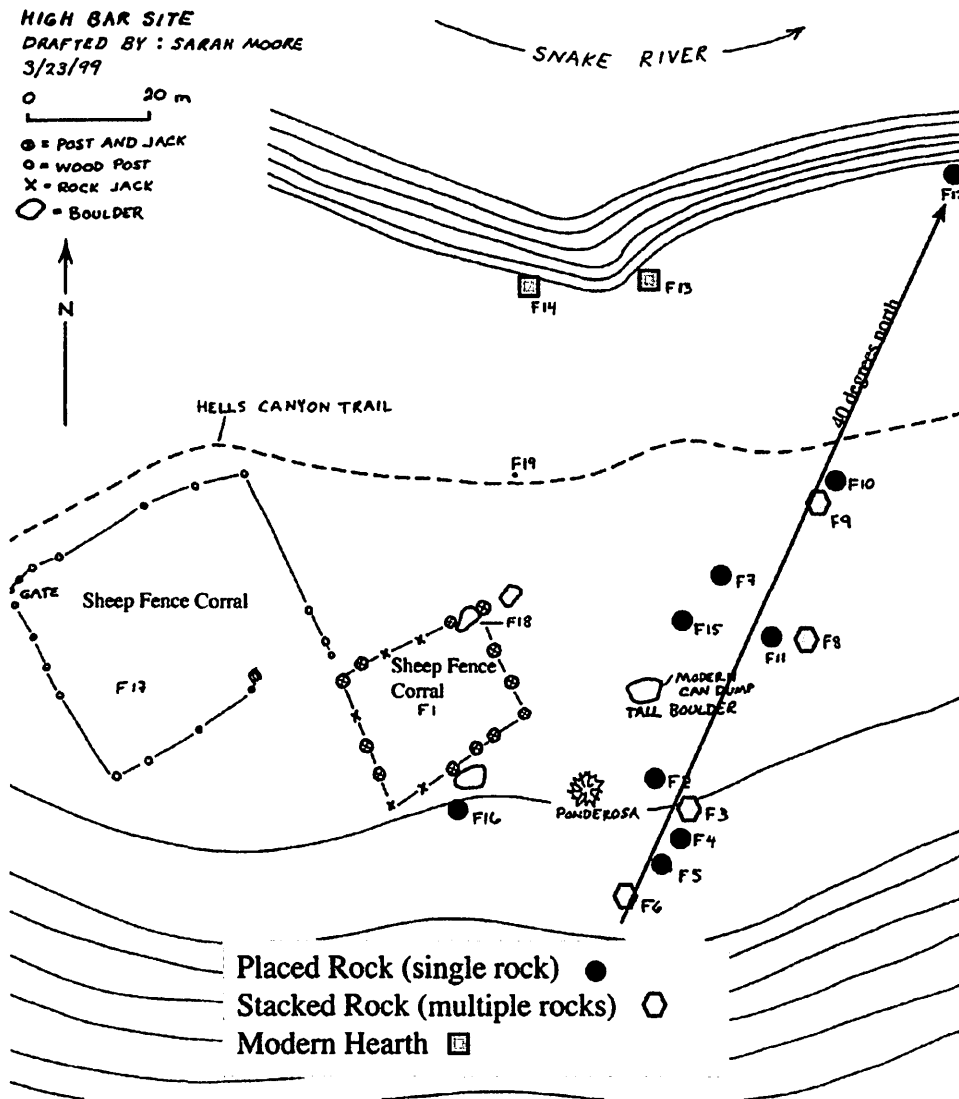 HIGH BAR SITE
DRAFTED BY : SARAH MOORE
3/23/99
0 20 m
= POST AND JACK
= WOOD POST
X = ROCK JACK
= BOULDER
N
SNAKE RIVER
F14
F13
40 degrees north
HELLS CANYON TRAIL
F19
F10
F9
GATE
Sheep Fence Corral
F17
F18
Sheep Fence
Corral
F1
F7
F15
F11
F8
MODERN
CAN DUMP
TALL BOULDER
F2
F3
PONDEROSA
F16
F4
F5
F6
Placed Rock (single rock)
Stacked Rock (multiple rocks)
Modern Hearth